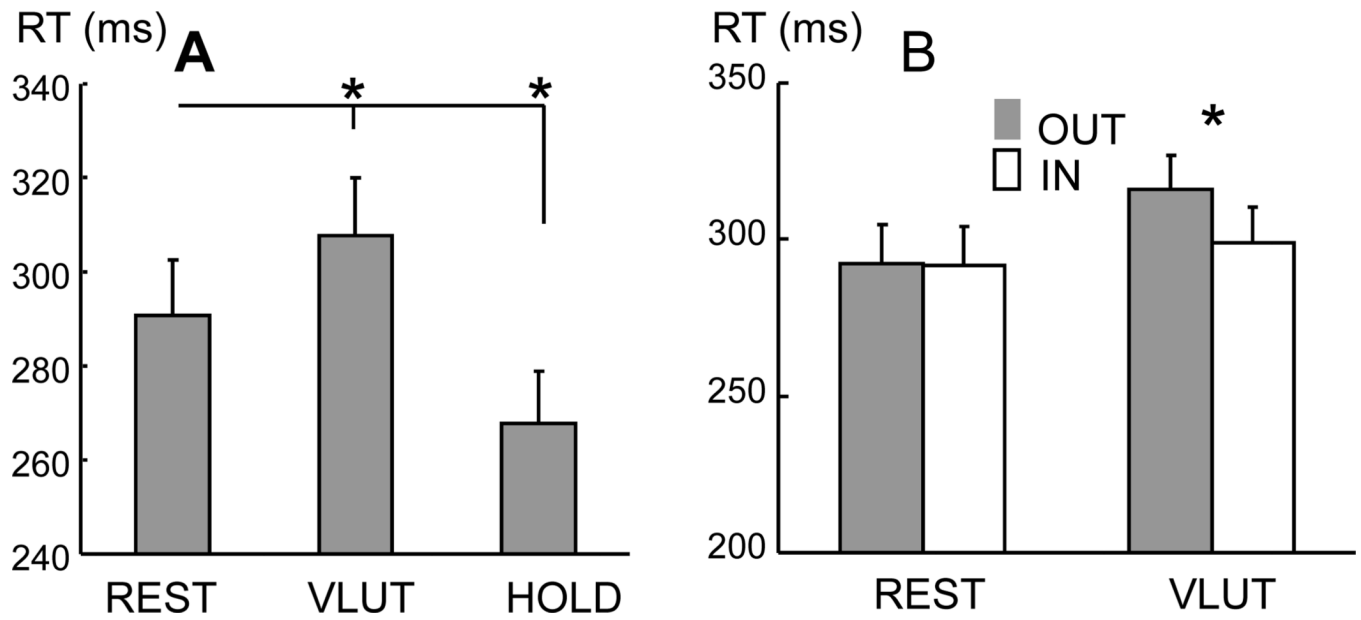 RT (ms)
A
340
320
300
280
260
240
* *
REST VLUT HOLD
RT (ms)
B
350
300
250
200
OUT
IN
*
REST VLUT